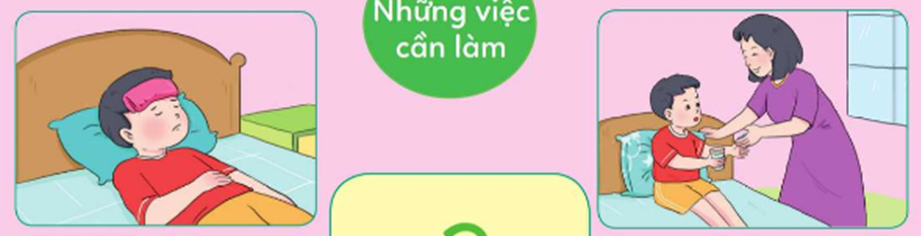 Những việc
cần làm